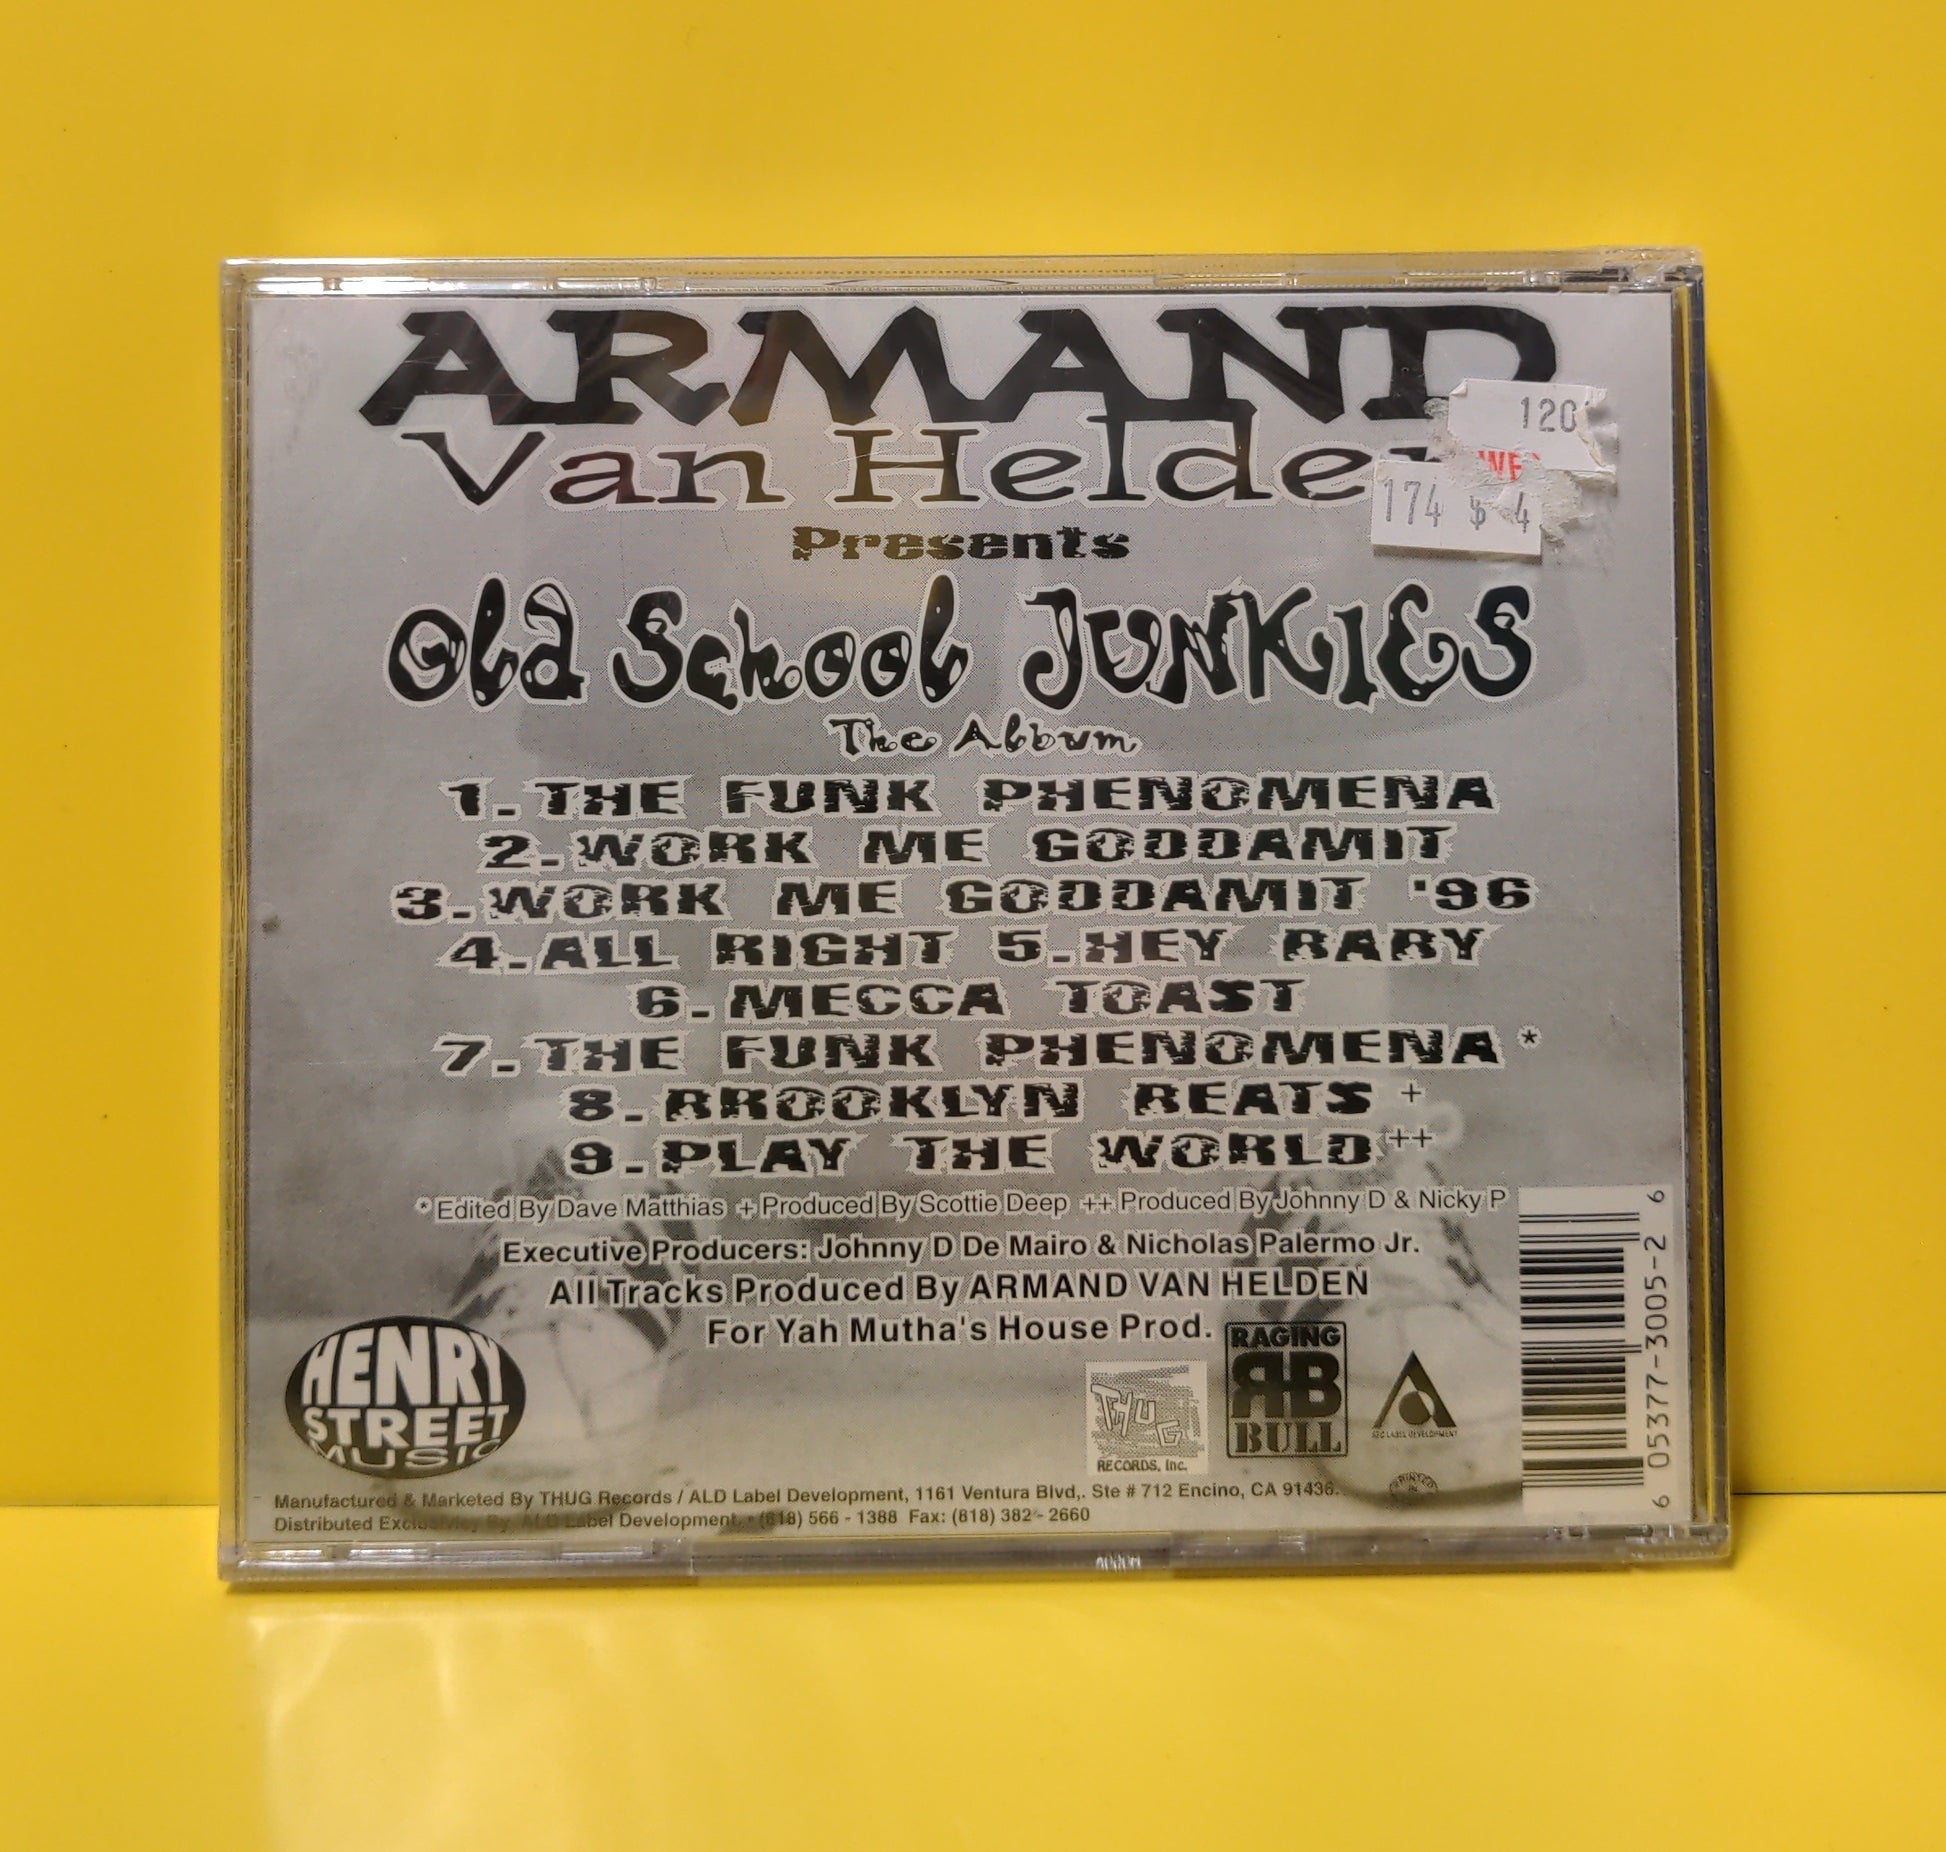 ARMAND
Van Helden
Presents
Old School JUNKIES
The Album
1. THE FUNK PHENOMENA
2. WORK ME GODDAMIT
3. WORK ME GODDAMIT '96
4. ALL RIGHT 5. HEY BABY
6. MECCA TOAST
7. THE FUNK PHENOMENA *
8. BROOKLYN BEATS +
9. PLAY THE WORLD ++
* Edited By Dave Matthias + Produced By Scottie Deep ++ Produced By Johnny D & Nicky P
Executive Producers: Johnny D De Mairo & Nicholas Palermo Jr.
All Tracks Produced By ARMAND VAN HELDEN
For Yah Mutha's House Prod.
HENRY
STREET
MUSIC
THUG
RECORDS, Inc.
RAGING
RB
BULL
LABEL DEVELOPMENT
Manufactured & Marketed By THUG Records / ALD Label Development, 1161 Ventura Blvd,. Ste # 712 Encino, CA 91436.
Distributed Exclusivley By: ALD Label Development. • (818) 566 - 1388 Fax: (818) 382 - 2660
6 05377-3005-2 6
120
174 $ 4